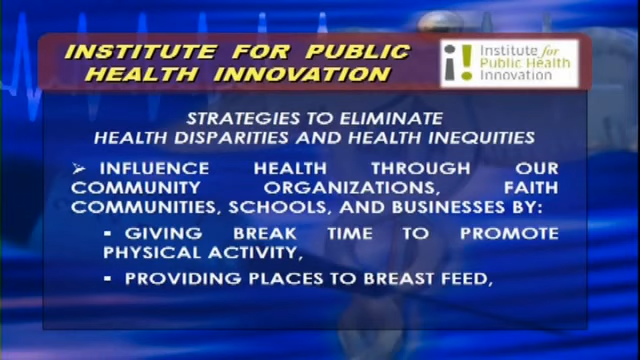 INSTITUTE FOR PUBLIC
HEALTH INNOVATION
i! Institute for
Public Health
Innovation
STRATEGIES TO ELIMINATE
HEALTH DISPARITIES AND HEALTH INEQUITIES
➢ INFLUENCE HEALTH THROUGH OUR
COMMUNITY ORGANIZATIONS, FAITH
COMMUNITIES, SCHOOLS, AND BUSINESSES BY:
▪ GIVING BREAK TIME TO PROMOTE
PHYSICAL ACTIVITY,
▪ PROVIDING PLACES TO BREAST FEED,